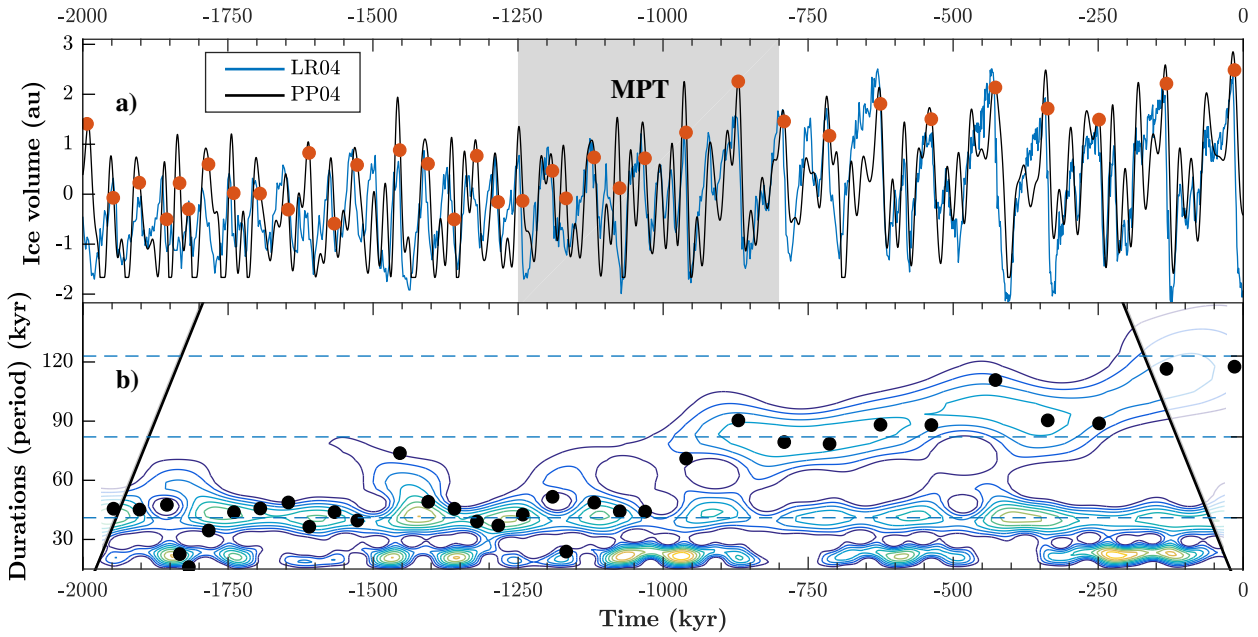 -2000 -1750 -1500 -1250 -1000 -750 -500 -250 0
3
2
1
0
-1
-2
Ice volume (au)
a)
LR04
PP04
MPT
120
90
60
30
Durations (period) (kyr)
b)
-2000 -1750 -1500 -1250 -1000 -750 -500 -250 0
Time (kyr)